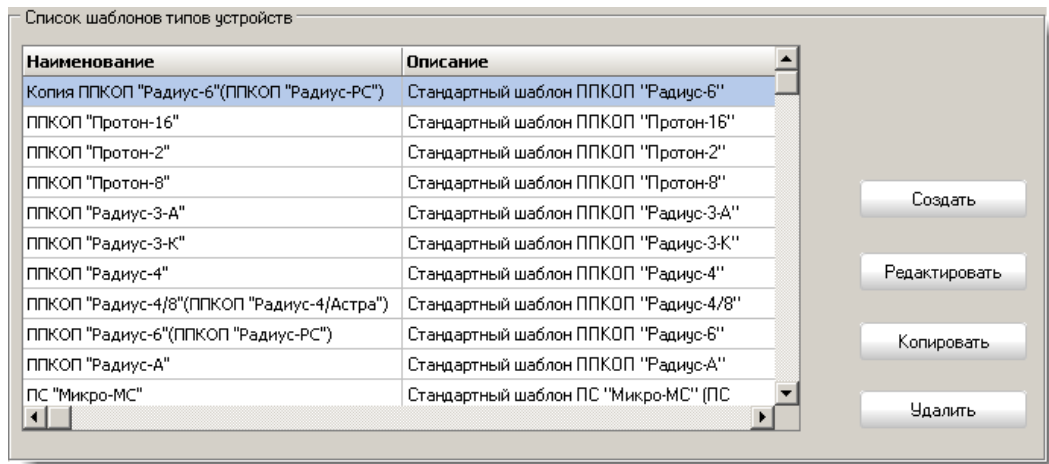 Список шаблонов типов устройств
Наименование Описание
Копия ППКОП "Радиус-6"(ППКОП "Радиус-РС") Стандартный шаблон ППКОП "Радиус-6"
ППКОП "Протон-16" Стандартный шаблон ППКОП "Протон-16"
ППКОП "Протон-2" Стандартный шаблон ППКОП "Протон-2"
ППКОП "Протон-8" Стандартный шаблон ППКОП "Протон-8"
ППКОП "Радиус-3-А" Стандартный шаблон ППКОП "Радиус-3-А"
ППКОП "Радиус-3-К" Стандартный шаблон ППКОП "Радиус-3-К"
ППКОП "Радиус-4" Стандартный шаблон ППКОП "Радиус-4"
ППКОП "Радиус-4/8"(ППКОП "Радиус-4/Астра") Стандартный шаблон ППКОП "Радиус-4/8"
ППКОП "Радиус-6"(ППКОП "Радиус-РС") Стандартный шаблон ППКОП "Радиус-6"
ППКОП "Радиус-А" Стандартный шаблон ППКОП "Радиус-А"
ПС "Микро-МС" Стандартный шаблон ПС "Микро-МС" (ПС
Создать
Редактировать
Копировать
Удалить